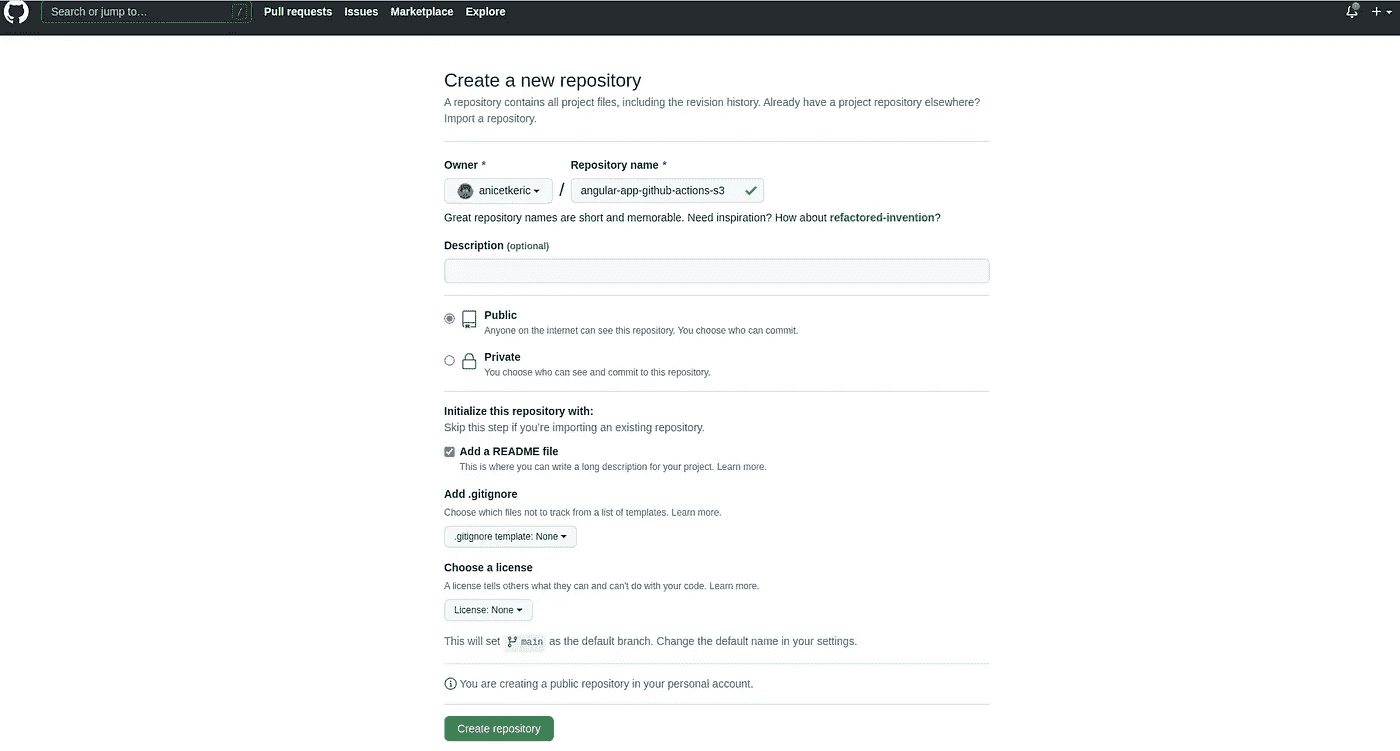 Search or jump to… / Pull requests Issues Marketplace Explore
Create a new repository
A repository contains all project files, including the revision history. Already have a project repository elsewhere?
Import a repository.
Owner * Repository name *
anicetkeric / angular-app-github-actions-s3
Great repository names are short and memorable. Need inspiration? How about refactored-invention?
Description (optional)
Public
Anyone on the internet can see this repository. You choose who can commit.
Private
You choose who can see and commit to this repository.
Initialize this repository with:
Skip this step if you're importing an existing repository.
Add a README file
This is where you can write a long description for your project. Learn more.
Add .gitignore
Choose which files not to track from a list of templates. Learn more.
.gitignore template: None
Choose a license
A license tells others what they can and can't do with your code. Learn more.
License: None
This will set main as the default branch. Change the default name in your settings.
You are creating a public repository in your personal account.
Create repository